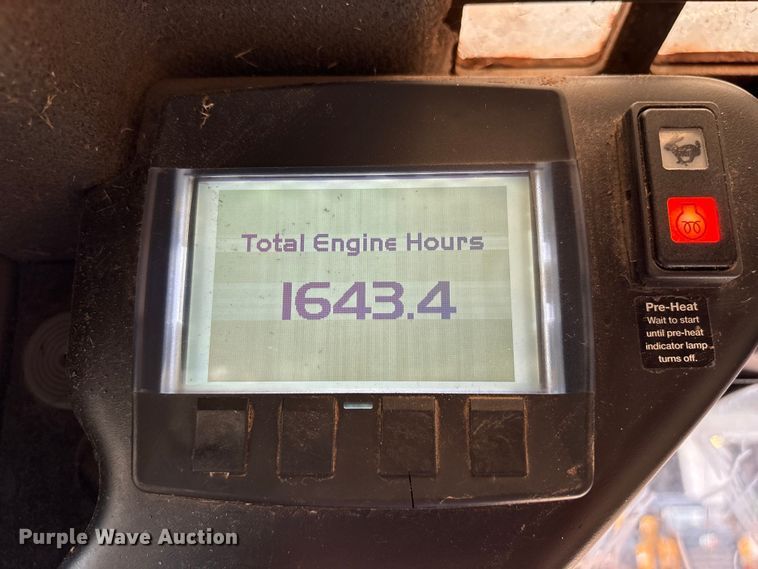 Total Engine Hours
1643.4
Pre-Heat
Wait to start
until pre-heat
indicator lamp
turns off.
Purple Wave Auction